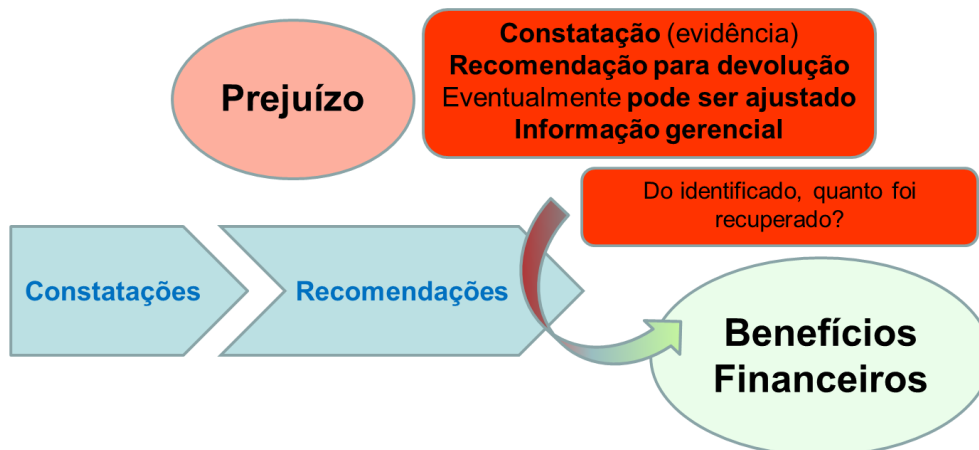 Prejuízo
Constatação (evidência)
Recomendação para devolução
Eventualmente pode ser ajustado
Informação gerencial
Do identificado, quanto foi
recuperado?
Constatações
Recomendações
Benefícios
Financeiros